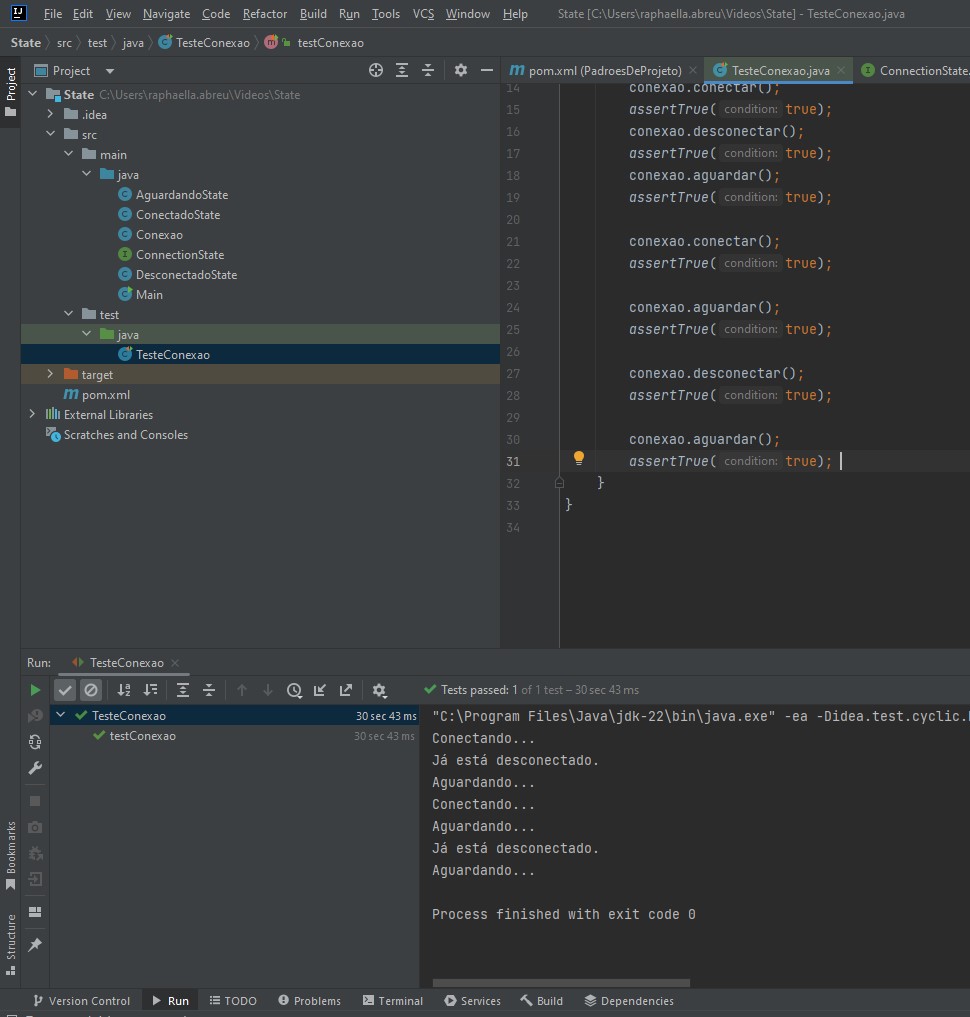 File Edit View Navigate Code Refactor Build Run Tools VCS Window Help State [C:\Users\raphaella.abreu\Videos\State] - TesteConexao.java
State src test java TesteConexao m testConexao
Project
Project
m pom.xml (PadroesDeProjeto) TesteConexao.java ConnectionState.
State C:\Users\raphaella.abreu\Videos\State
.idea
src
main
java
AguardandoState
ConectadoState
Conexao
ConnectionState
DesconectadoState
Main
test
java
TesteConexao
target
pom.xml
External Libraries
Scratches and Consoles
14 conexao.conectar();
15 assertTrue( condition: true);
16 conexao.desconectar();
17 assertTrue( condition: true);
18 conexao.aguardar();
19 assertTrue( condition: true);
20
21 conexao.conectar();
22 assertTrue( condition: true);
23
24 conexao.aguardar();
25 assertTrue( condition: true);
26
27 conexao.desconectar();
28 assertTrue( condition: true);
29
30 conexao.aguardar();
31 assertTrue( condition: true);
32 }
33 }
34
Run: TesteConexao
Tests passed: 1 of 1 test – 30 sec 43 ms
TesteConexao 30 sec 43 ms
testConexao 30 sec 43 ms
"C:\Program Files\Java\jdk-22\bin\java.exe" -ea -Didea.test.cyclic.
Conectando...
Já está desconectado.
Aguardando...
Conectando...
Aguardando...
Já está desconectado.
Aguardando...
Process finished with exit code 0
Bookmarks
Structure
Version Control Run TODO Problems Terminal Services Build Dependencies